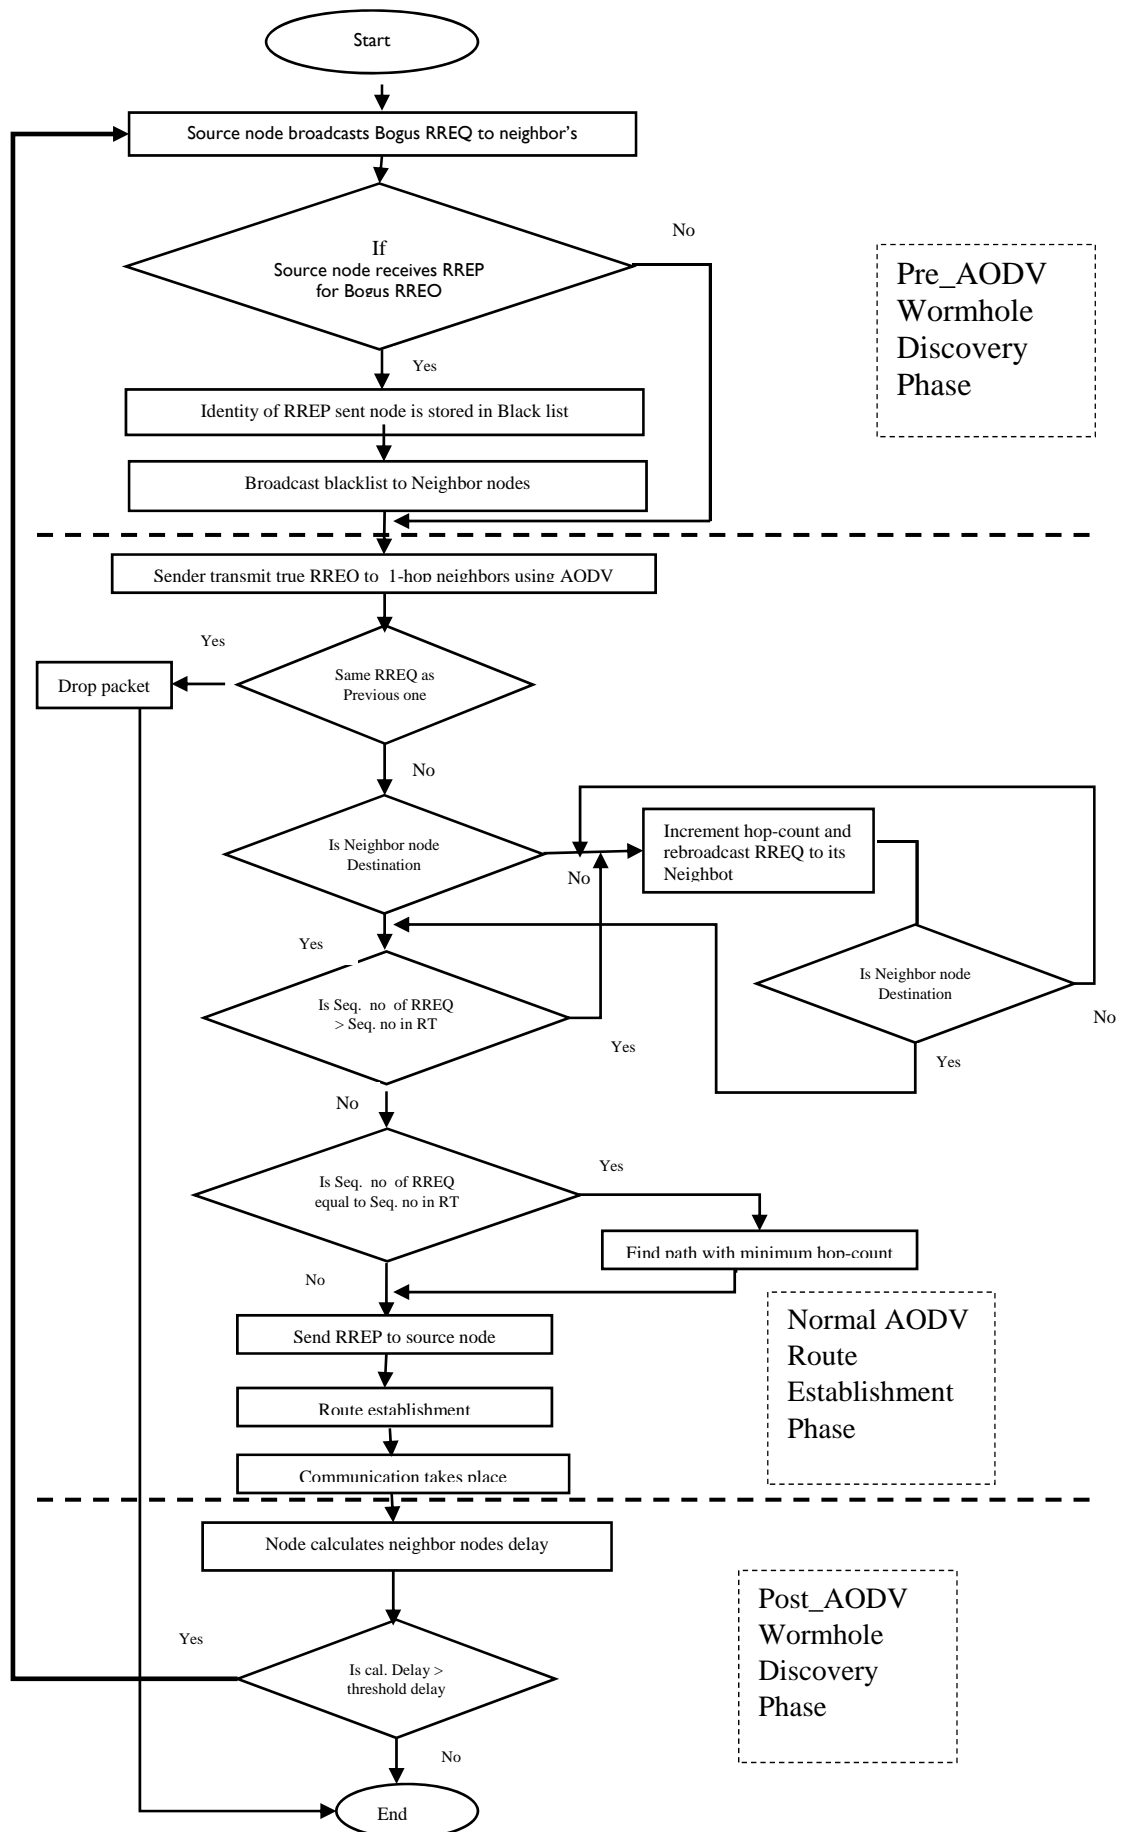 Start
Source node broadcasts Bogus RREQ to neighbor's
No
If
Source node receives RREP
for Bogus RREO
Pre_AODV
Wormhole
Discovery
Phase
Yes
Identity of RREP sent node is stored in Black list
Broadcast blacklist to Neighbor nodes
Sender transmit true RREO to 1-hop neighbors using AODV
Yes
Same RREQ as
Previous one
Drop packet
No
Is Neighbor node
Destination
No
Increment hop-count and
rebroadcast RREQ to its
Neighbot
Yes
Is Neighbor node
Destination
No
Yes
Is Seq. no of RREQ
> Seq. no in RT
Yes
No
Is Seq. no of RREQ
equal to Seq. no in RT
Yes
Find path with minimum hop-count
No
Send RREP to source node
Route establishment
Communication takes place
Normal AODV
Route
Establishment
Phase
Node calculates neighbor nodes delay
Yes
Is cal. Delay >
threshold delay
Post_AODV
Wormhole
Discovery
Phase
No
End